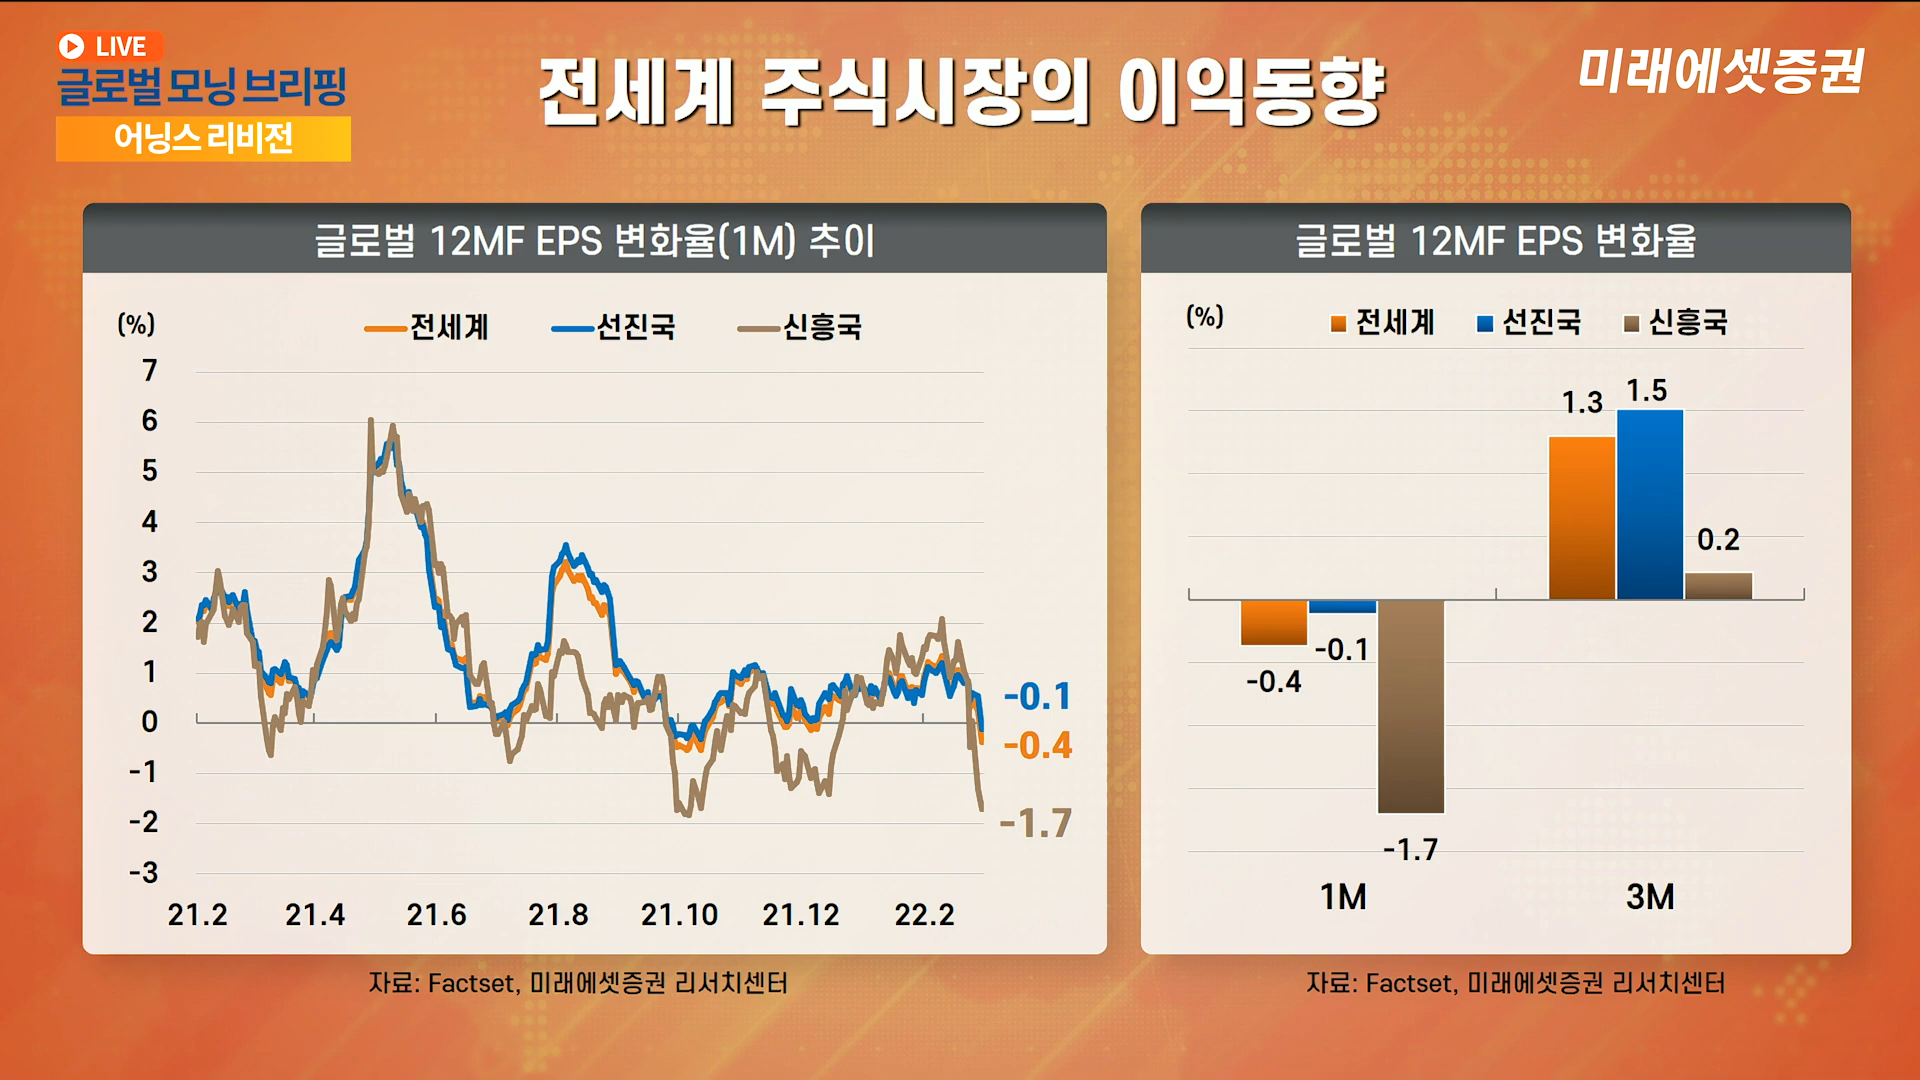 LIVE
글로벌 모닝 브리핑
어닝스 리비전
전세계 주식시장의 이익동향
미래에셋증권
글로벌 12MF EPS 변화율(1M) 추이
(%)
전세계 선진국 신흥국
7
6
5
4
3
2
1
0
-1
-2
-3
21.2 21.4 21.6 21.8 21.10 21.12 22.2
-0.1
-0.4
-1.7
자료: Factset, 미래에셋증권 리서치센터
글로벌 12MF EPS 변화율
(%)
전세계 선진국 신흥국
1.3 1.5 0.2
-0.4 -0.1 -1.7
1M 3M
자료: Factset, 미래에셋증권 리서치센터